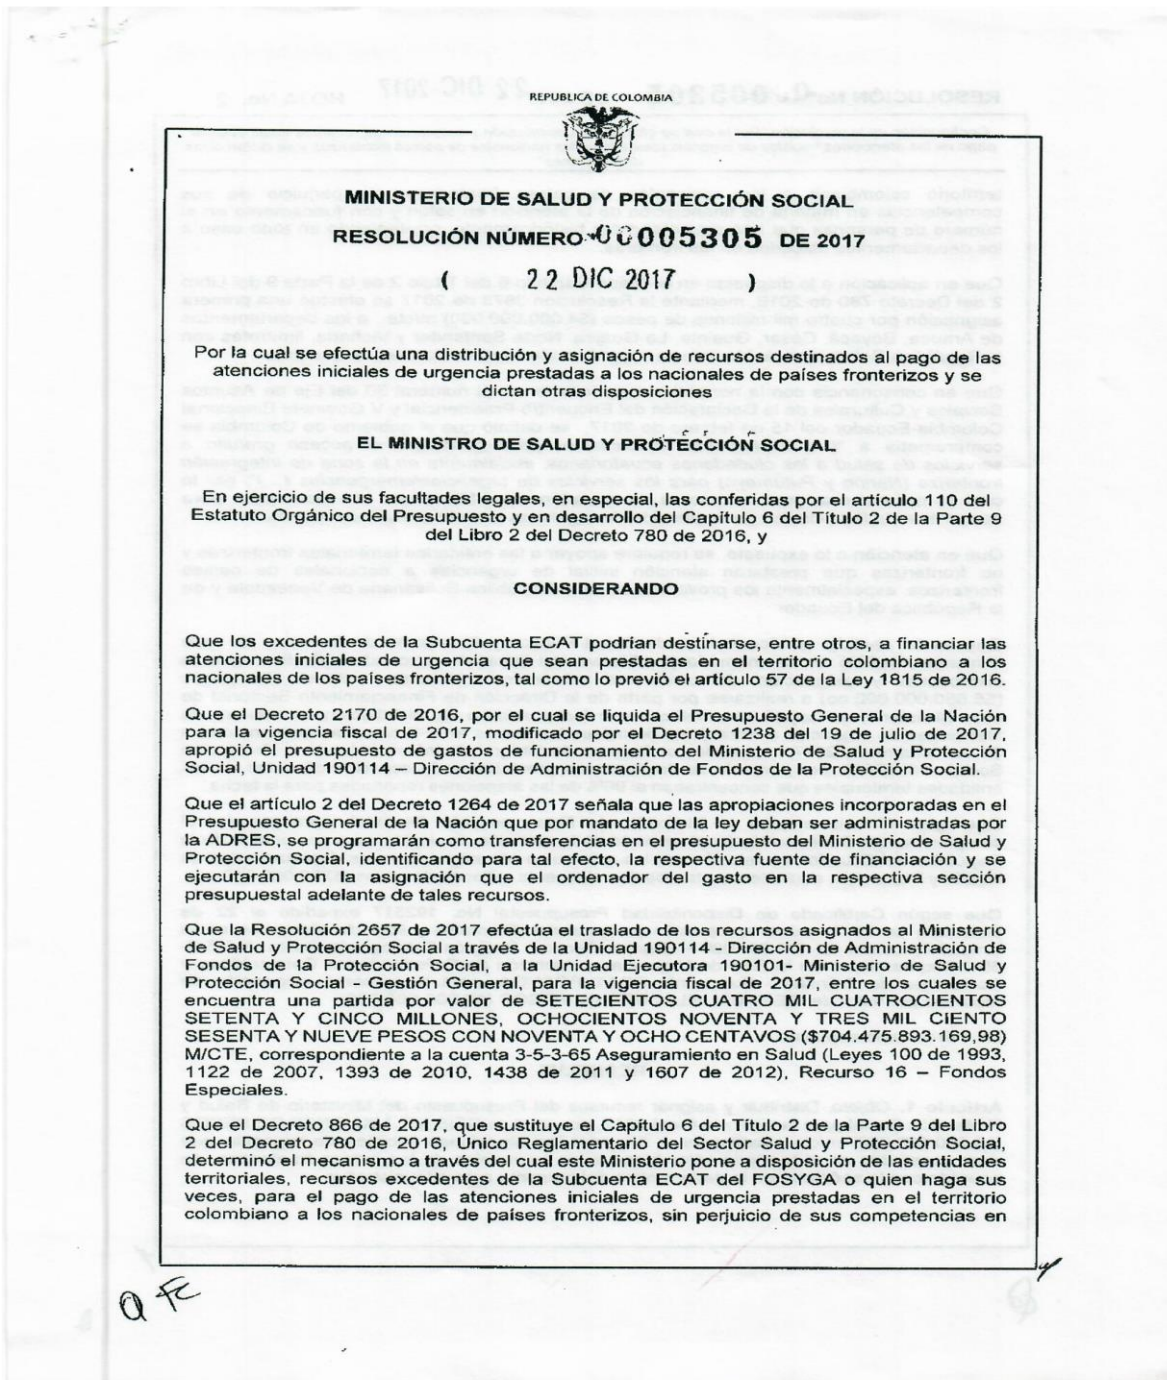 REPUBLICA DE COLOMBIA
MINISTERIO DE SALUD Y PROTECCIÓN SOCIAL
RESOLUCIÓN NÚMERO 00005305 DE 2017
( 22 DIC 2017 )
Por la cual se efectúa una distribución y asignación de recursos destinados al pago de las
atenciones iniciales de urgencia prestadas a los nacionales de países fronterizos y se
dictan otras disposiciones
EL MINISTRO DE SALUD Y PROTECCIÓN SOCIAL
En ejercicio de sus facultades legales, en especial, las conferidas por el artículo 110 del
Estatuto Orgánico del Presupuesto y en desarrollo del Capítulo 6 del Título 2 de la Parte 9
del Libro 2 del Decreto 780 de 2016, y
CONSIDERANDO
Que los excedentes de la Subcuenta ECAT podrían destinarse, entre otros, a financiar las
atenciones iniciales de urgencia que sean prestadas en el territorio colombiano a los
nacionales de los países fronterizos, tal como lo previó el artículo 57 de la Ley 1815 de 2016.
Que el Decreto 2170 de 2016, por el cual se liquida el Presupuesto General de la Nación
para la vigencia fiscal de 2017, modificado por el Decreto 1238 del 19 de julio de 2017,
apropió el presupuesto de gastos de funcionamiento del Ministerio de Salud y Protección
Social, Unidad 190114 – Dirección de Administración de Fondos de la Protección Social.
Que el artículo 2 del Decreto 1264 de 2017 señala que las apropiaciones incorporadas en el
Presupuesto General de la Nación que por mandato de la ley deban ser administradas por
la ADRES, se programarán como transferencias en el presupuesto del Ministerio de Salud y
Protección Social, identificando para tal efecto, la respectiva fuente de financiación y se
ejecutarán con la asignación que el ordenador del gasto en la respectiva sección
presupuestal adelante de tales recursos.
Que la Resolución 2657 de 2017 efectúa el traslado de los recursos asignados al Ministerio
de Salud y Protección Social a través de la Unidad 190114 - Dirección de Administración de
Fondos de la Protección Social, a la Unidad Ejecutora 190101- Ministerio de Salud y
Protección Social - Gestión General, para la vigencia fiscal de 2017, entre los cuales se
encuentra una partida por valor de SETECIENTOS CUATRO MIL CUATROCIENTOS
SETENTA Y CINCO MILLONES, OCHOCIENTOS NOVENTA Y TRES MIL CIENTO
SESENTA Y NUEVE PESOS CON NOVENTA Y OCHO CENTAVOS ($704.475.893.169,98)
M/CTE, correspondiente a la cuenta 3-5-3-65 Aseguramiento en Salud (Leyes 100 de 1993,
1122 de 2007, 1393 de 2010, 1438 de 2011 y 1607 de 2012), Recurso 16 – Fondos
Especiales.
Que el Decreto 866 de 2017, que sustituye el Capítulo 6 del Título 2 de la Parte 9 del Libro
2 del Decreto 780 de 2016, Único Reglamentario del Sector Salud y Protección Social,
determinó el mecanismo a través del cual este Ministerio pone a disposición de las entidades
territoriales, recursos excedentes de la Subcuenta ECAT del FOSYGA o quien haga sus
veces, para el pago de las atenciones iniciales de urgencia prestadas en el territorio
colombiano a los nacionales de países fronterizos, sin perjuicio de sus competencias en